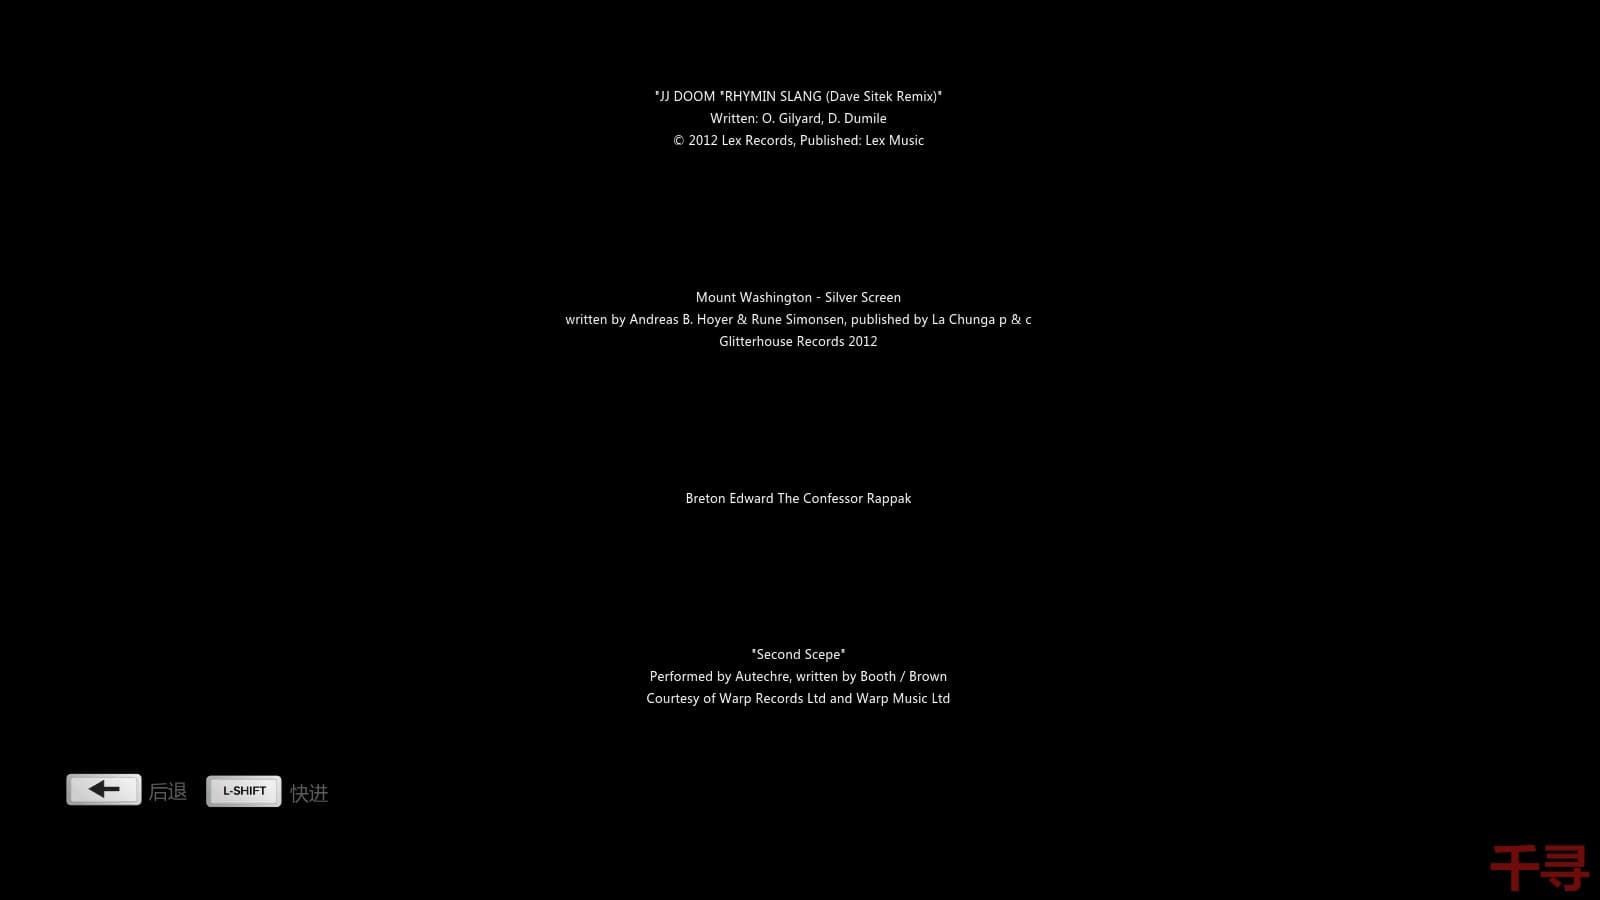 "JJ DOOM "RHYMIN SLANG (Dave Sitek Remix)"
Written: O. Gilyard, D. Dumile
© 2012 Lex Records, Published: Lex Music
Mount Washington - Silver Screen
written by Andreas B. Hoyer & Rune Simonsen, published by La Chunga p & c
Glitterhouse Records 2012
Breton Edward The Confessor Rappak
"Second Scepe"
Performed by Autechre, written by Booth / Brown
Courtesy of Warp Records Ltd and Warp Music Ltd
后退 L-SHIFT 快进
千寻